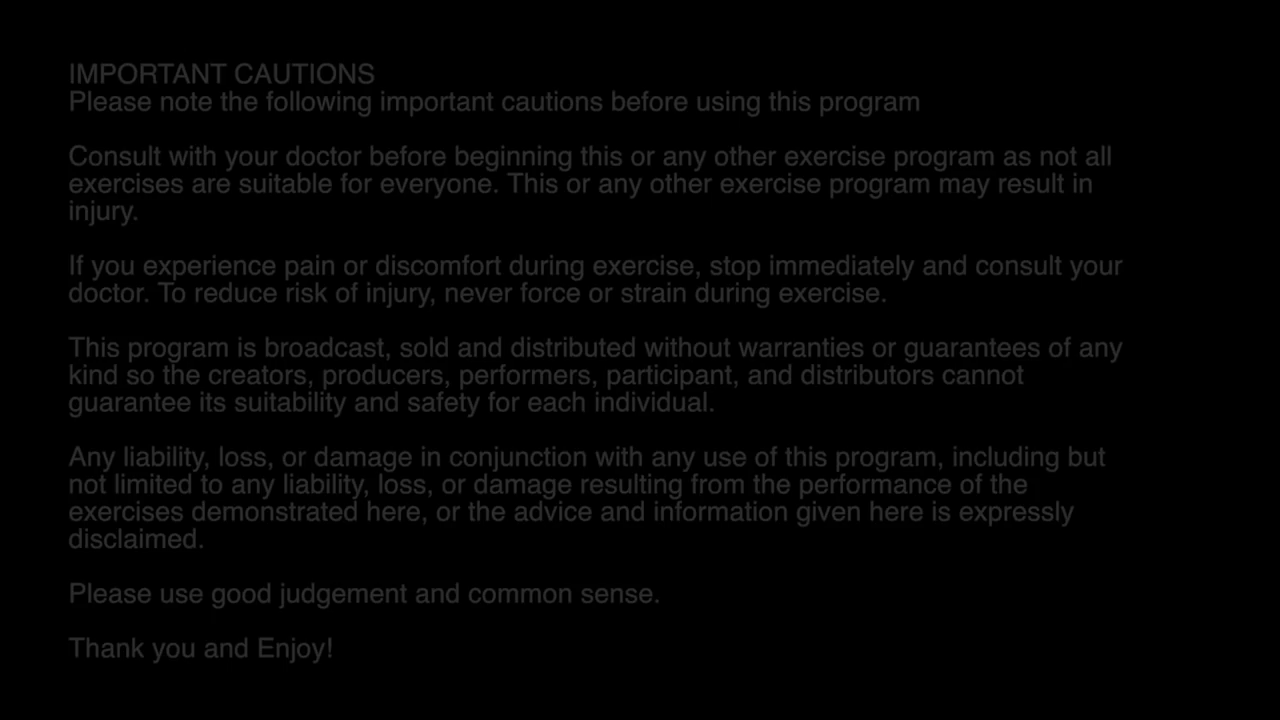 IMPORTANT CAUTIONS
Please note the following important cautions before using this program
Consult with your doctor before beginning this or any other exercise program as not all
exercises are suitable for everyone. This or any other exercise program may result in
injury.
If you experience pain or discomfort during exercise, stop immediately and consult your
doctor. To reduce risk of injury, never force or strain during exercise.
This program is broadcast, sold and distributed without warranties or guarantees of any
kind so the creators, producers, performers, participant, and distributors cannot
guarantee its suitability and safety for each individual.
Any liability, loss, or damage in conjunction with any use of this program, including but
not limited to any liability, loss, or damage resulting from the performance of the
exercises demonstrated here, or the advice and information given here is expressly
disclaimed.
Please use good judgement and common sense.
Thank you and Enjoy!